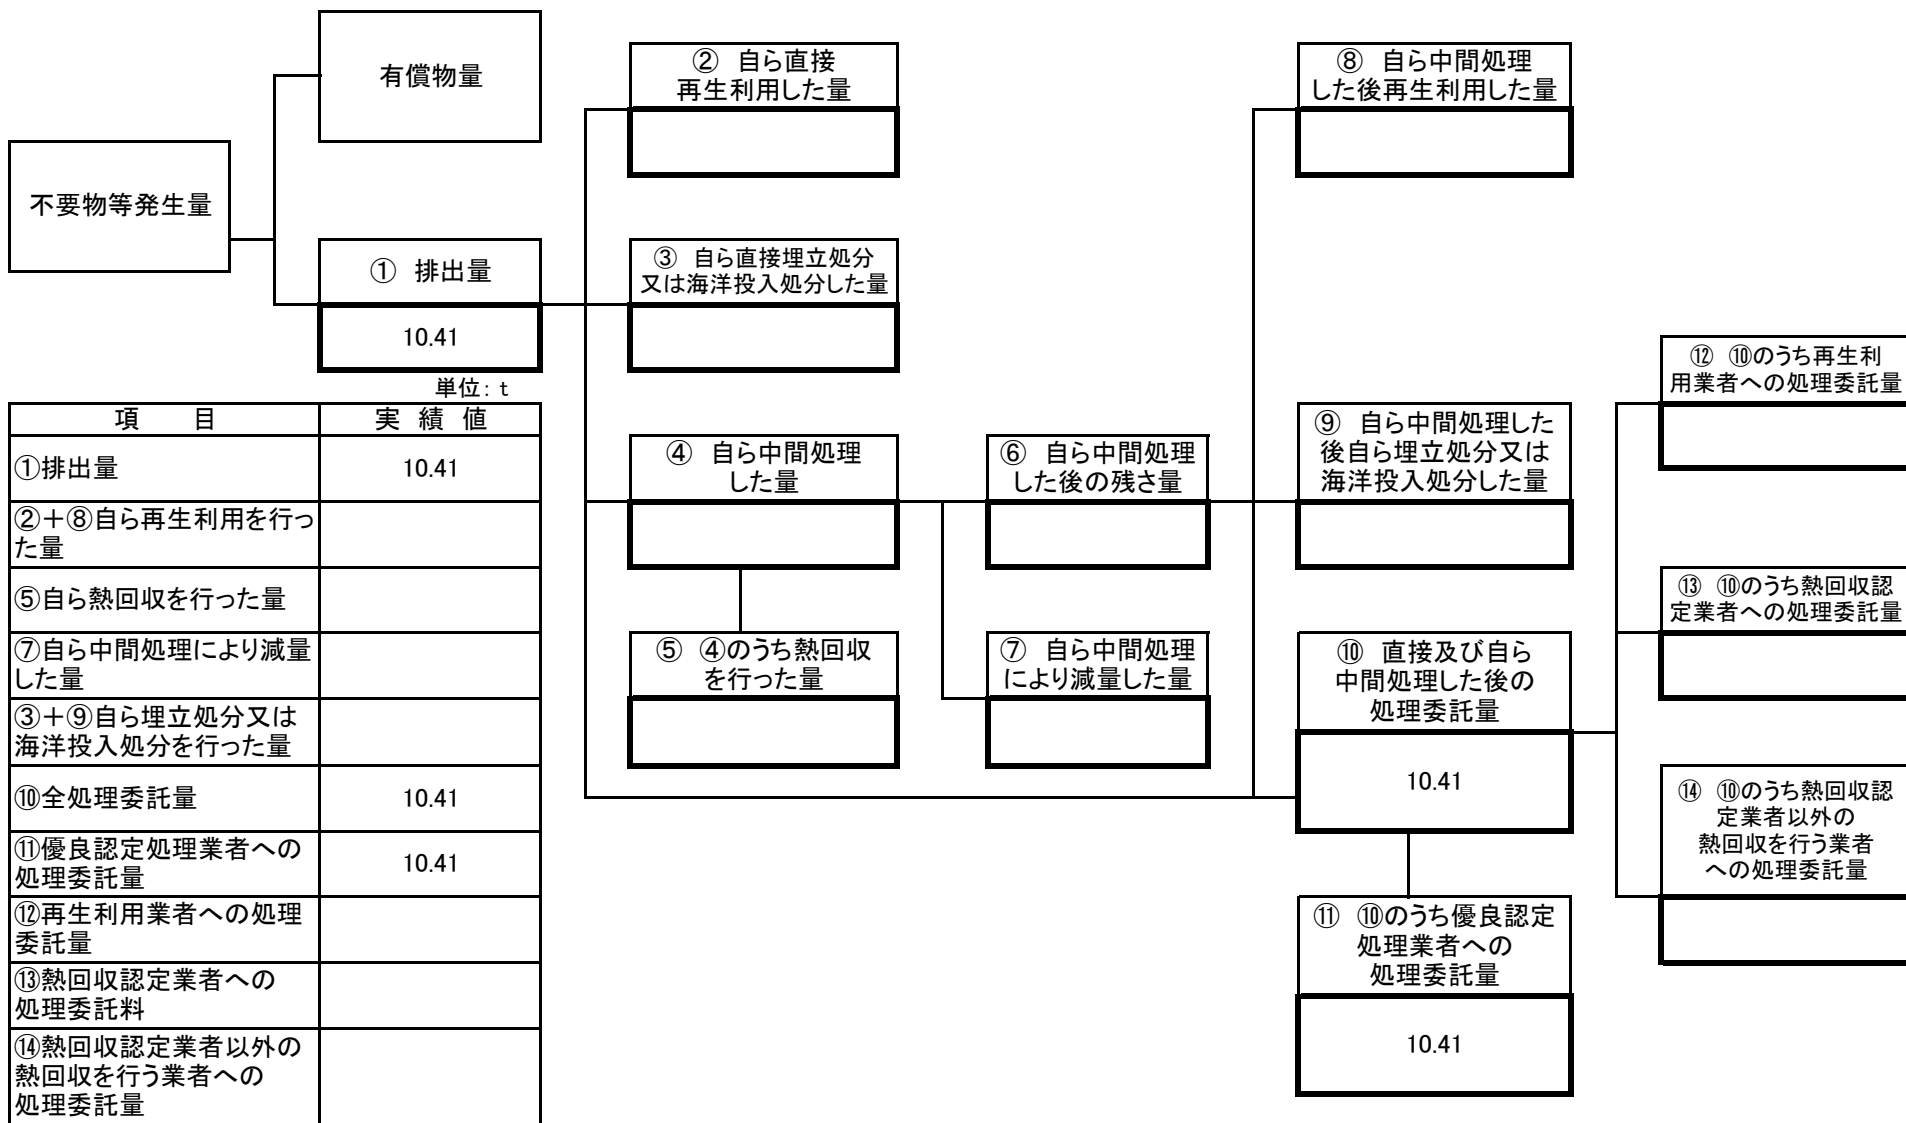 有償物量
不要物等発生量
① 排出量
10.41
② 自ら直接
再生利用した量
③ 自ら直接埋立処分
又は海洋投入処分した量
④ 自ら中間処理
した量
⑤ ④のうち熱回収
を行った量
⑥ 自ら中間処理
した後の残さ量
⑦ 自ら中間処理
により減量した量
⑧ 自ら中間処理
した後再生利用した量
⑨ 自ら中間処理した
後自ら埋立処分又は
海洋投入処分した量
⑩ 直接及び自ら
中間処理した後の
処理委託量
10.41
⑪ ⑩のうち優良認定
処理業者への
処理委託量
10.41
⑫ ⑩のうち再生利
用業者への処理委託量
⑬ ⑩のうち熱回収認
定業者への処理委託量
⑭ ⑩のうち熱回収認
定業者以外の
熱回収を行う業者
への処理委託量
単位:t
項 目 実 績 値
①排出量 10.41
②+⑧自ら再生利用を行っ
た量
⑤自ら熱回収を行った量
⑦自ら中間処理により減量
した量
③+⑨自ら埋立処分又は
海洋投入処分を行った量
⑩全処理委託量 10.41
⑪優良認定処理業者への
処理委託量 10.41
⑫再生利用業者への処理
委託量
⑬熱回収認定業者への
処理委託料
⑭熱回収認定業者以外の
熱回収を行う業者への
処理委託量